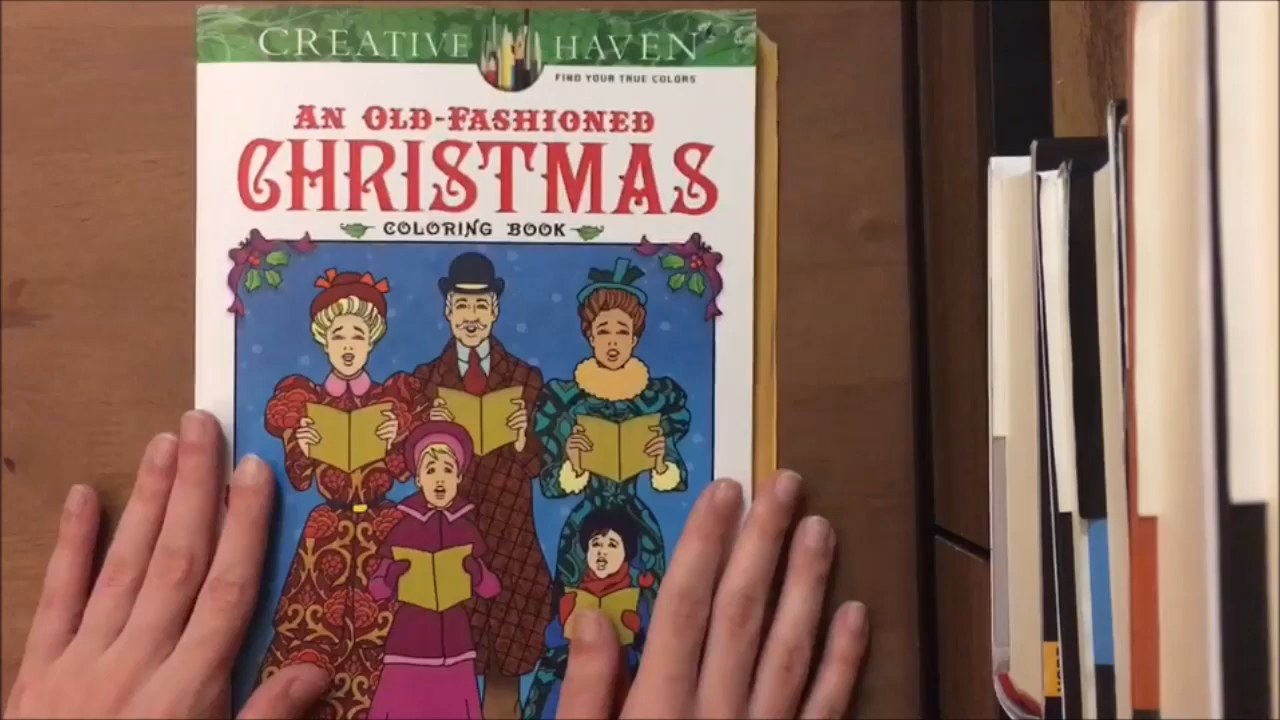 CREATIVE HAVEN
FIND YOUR TRUE COLORS
AN OLD-FASHIONED
CHRISTMAS
COLORING BOOK